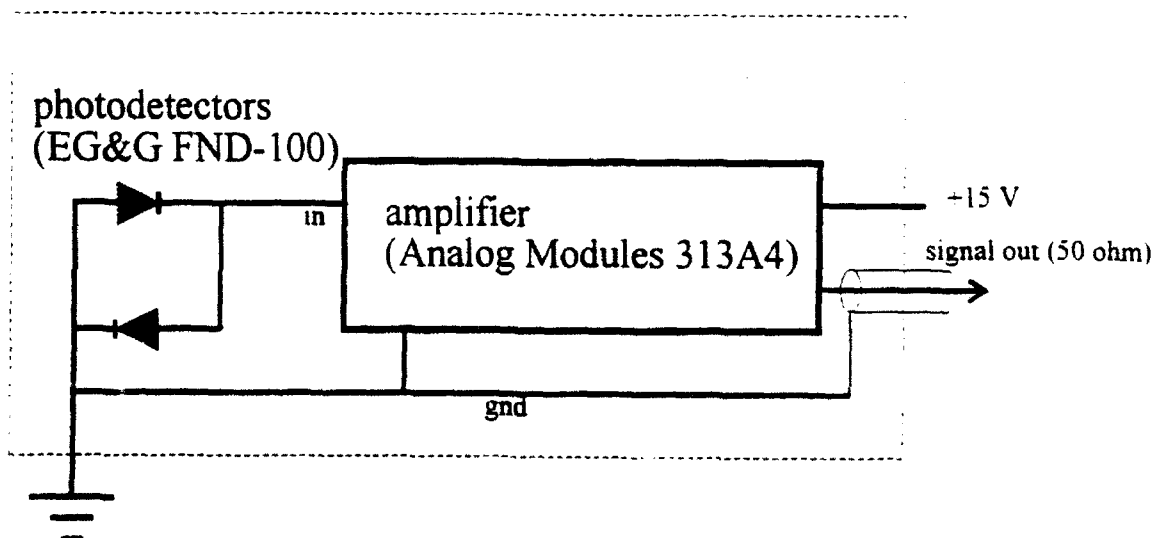 photodetectors
(EG&G FND-100)
in
amplifier
(Analog Modules 313A4)
+15 V
signal out (50 ohm)
gnd